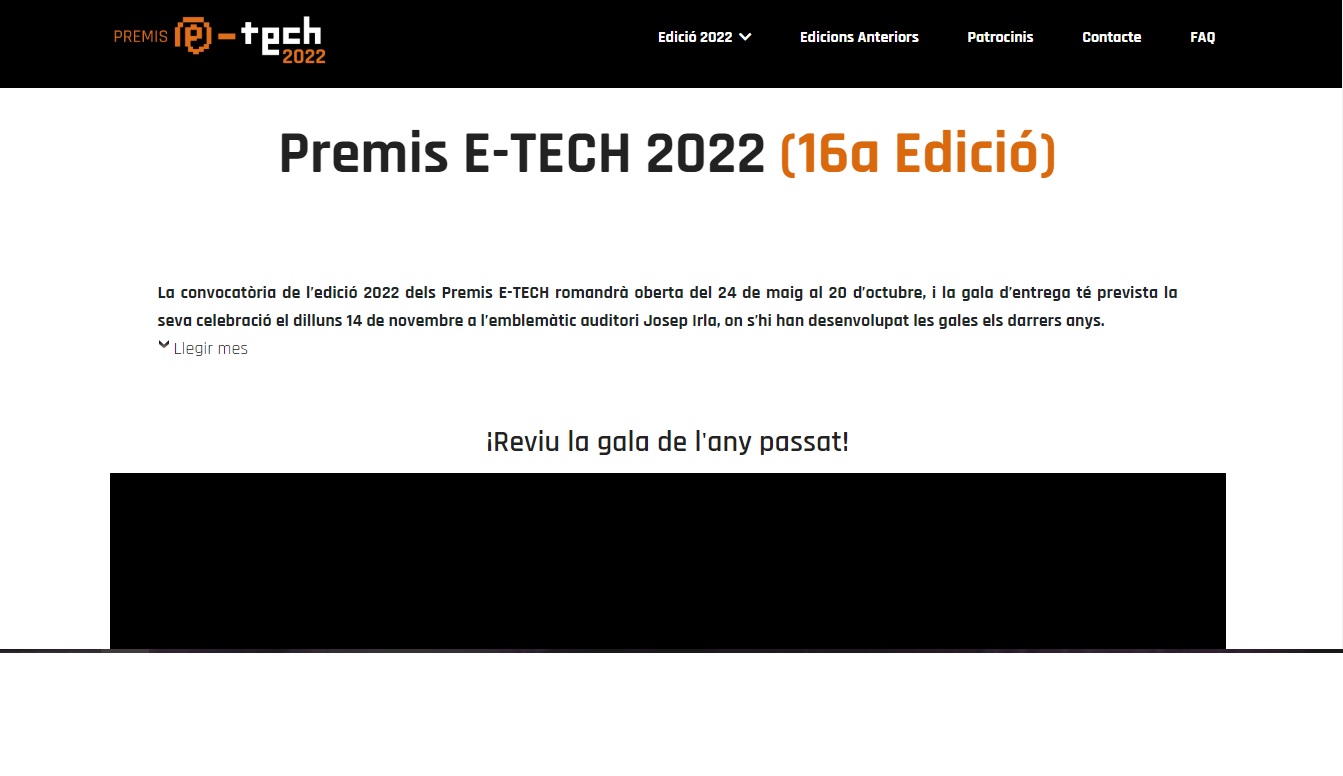 PREMIS e-tech
2022
Edició 2022
Edicions Anteriors
Patrocinis
Contacte
FAQ
Premis E-TECH 2022 (16a Edició)
La convocatòria de l’edició 2022 dels Premis E-TECH romandrà oberta del 24 de maig al 20 d’octubre, i la gala d’entrega té prevista la
seva celebració el dilluns 14 de novembre a l’emblemàtic auditori Josep Irla, on s’hi han desenvolupat les gales els darrers anys.
Llegir mes
¡Reviu la gala de l'any passat!